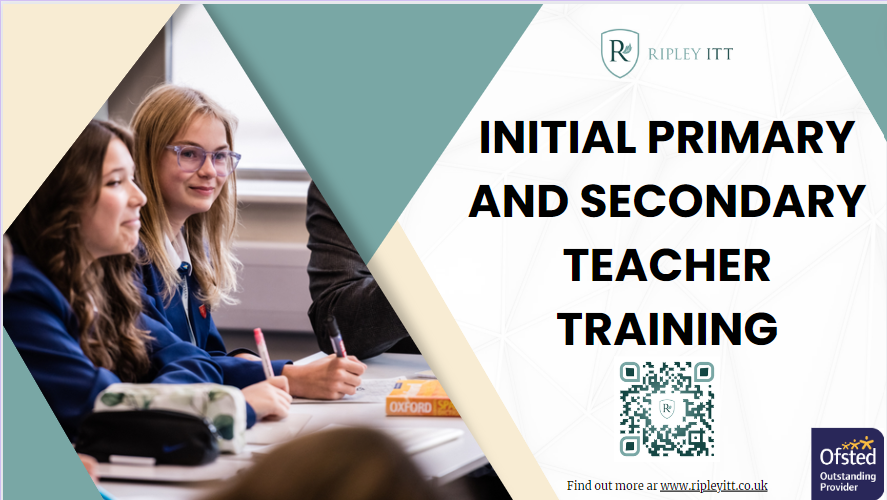 R RIPLEY ITT
INITIAL PRIMARY
AND SECONDARY
TEACHER
TRAINING
R
Find out more ar www.ripleyitt.co.uk
OXFORD
Ofsted
Outstanding
Provider